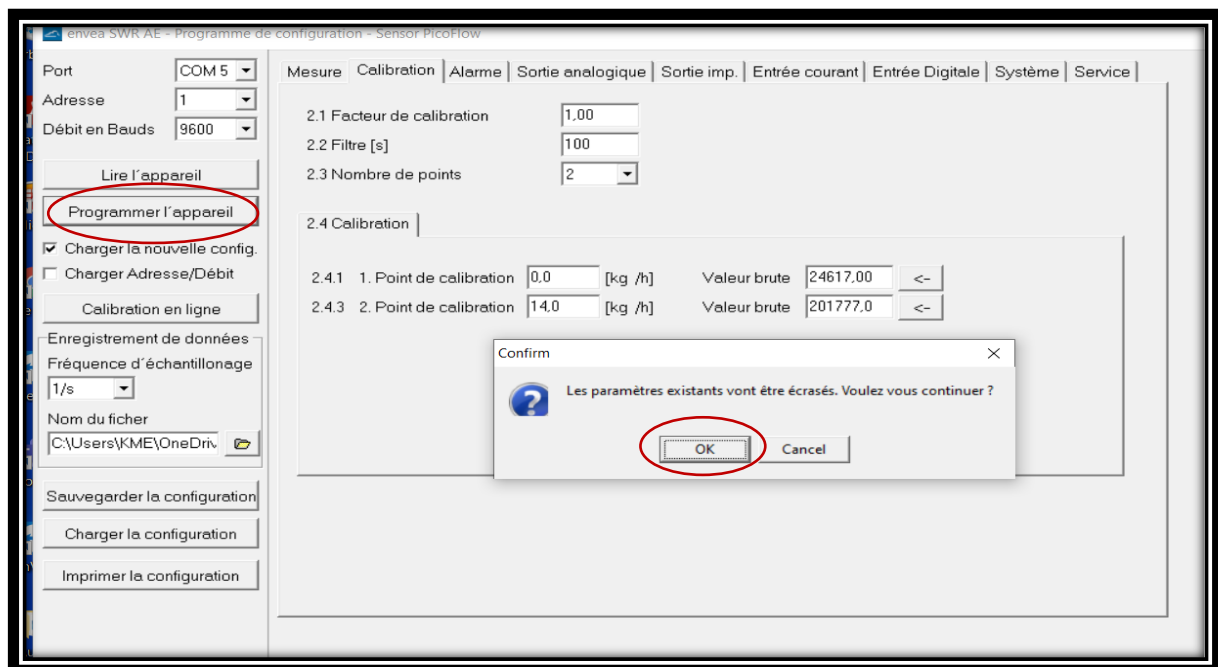 envea SWR AE - Programme de configuration - Sensor PicoFlow
Port COM 5
Adresse 1
Débit en Bauds 9600
Lire l´appareil
Programmer l´appareil
Charger la nouvelle config.
Charger Adresse/Débit
Calibration en ligne
Enregistrement de données
Fréquence d´échantillonage
1/s
Nom du ficher
C:\Users\KME\OneDriv
Sauvegarder la configuration
Charger la configuration
Imprimer la configuration
Mesure Calibration Alarme Sortie analogique Sortie imp. Entrée courant Entrée Digitale Système Service
2.1 Facteur de calibration 1,00
2.2 Filtre [s] 100
2.3 Nombre de points 2
2.4 Calibration
2.4.1 1. Point de calibration 0,0 [kg /h] Valeur brute 24617,00 <-
2.4.3 2. Point de calibration 14,0 [kg /h] Valeur brute 201777,0 <-
Confirm
Les paramètres existants vont être écrasés. Voulez vous continuer ?
OK Cancel